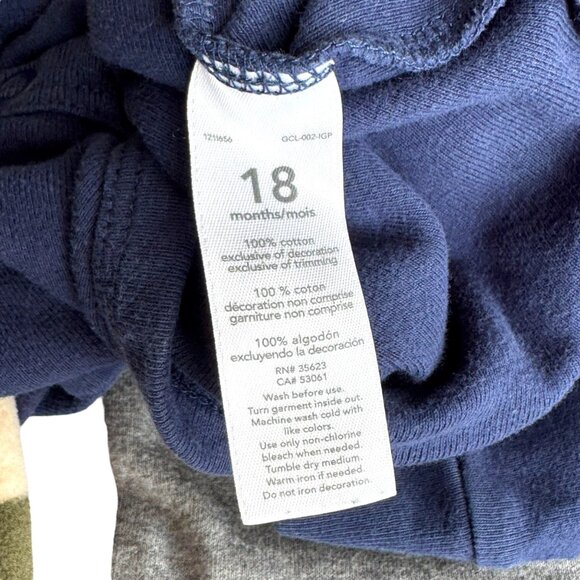 1211656 GCL-002-IGP
18
months/mois
100% cotton
exclusive of decoration
exclusive of trimming
100 % coton
décoration non comprise
garniture non comprise
100% algodón
excluyendo la decoración
RN# 35623
CA# 53061
Wash before use.
Turn garment inside out.
Machine wash cold with
like colors.
Use only non-chlorine
bleach when needed.
Tumble dry medium.
Warm iron if needed.
Do not iron decoration.